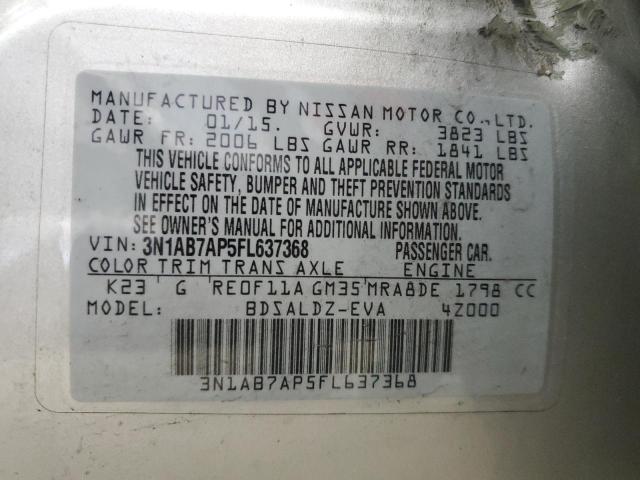 MANUFACTURED BY NISSAN MOTOR CO.,LTD.
DATE: 01/15. GVWR: 3823 LBS
GAWR FR: 2006 LBS GAWR RR: 1841 LBS
THIS VEHICLE CONFORMS TO ALL APPLICABLE FEDERAL MOTOR
VEHICLE SAFETY, BUMPER AND THEFT PREVENTION STANDARDS
IN EFFECT ON THE DATE OF MANUFACTURE SHOWN ABOVE.
SEE OWNER'S MANUAL FOR ADDITIONAL INFORMATION.
VIN: 3N1AB7AP5FL637368 PASSENGER CAR.
COLOR TRIM TRANS AXLE ENGINE
K23 G RE0F11A GM35 MRA8DE 1798 CC
MODEL: BDSALDZ-EVA 4Z000
3N1AB7AP5FL637368